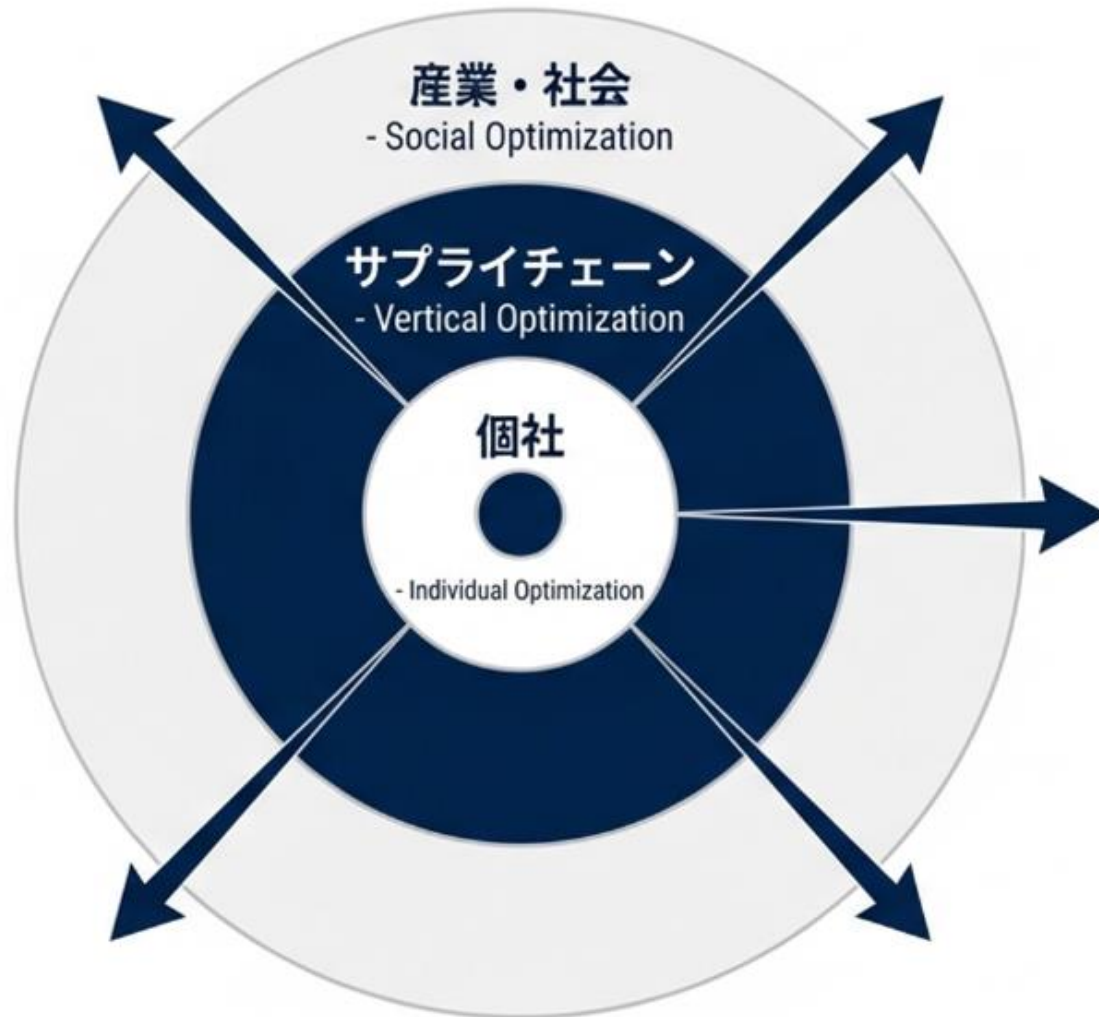 産業・社会
- Social Optimization
サプライチェーン
- Vertical Optimization
個社
- Individual Optimization